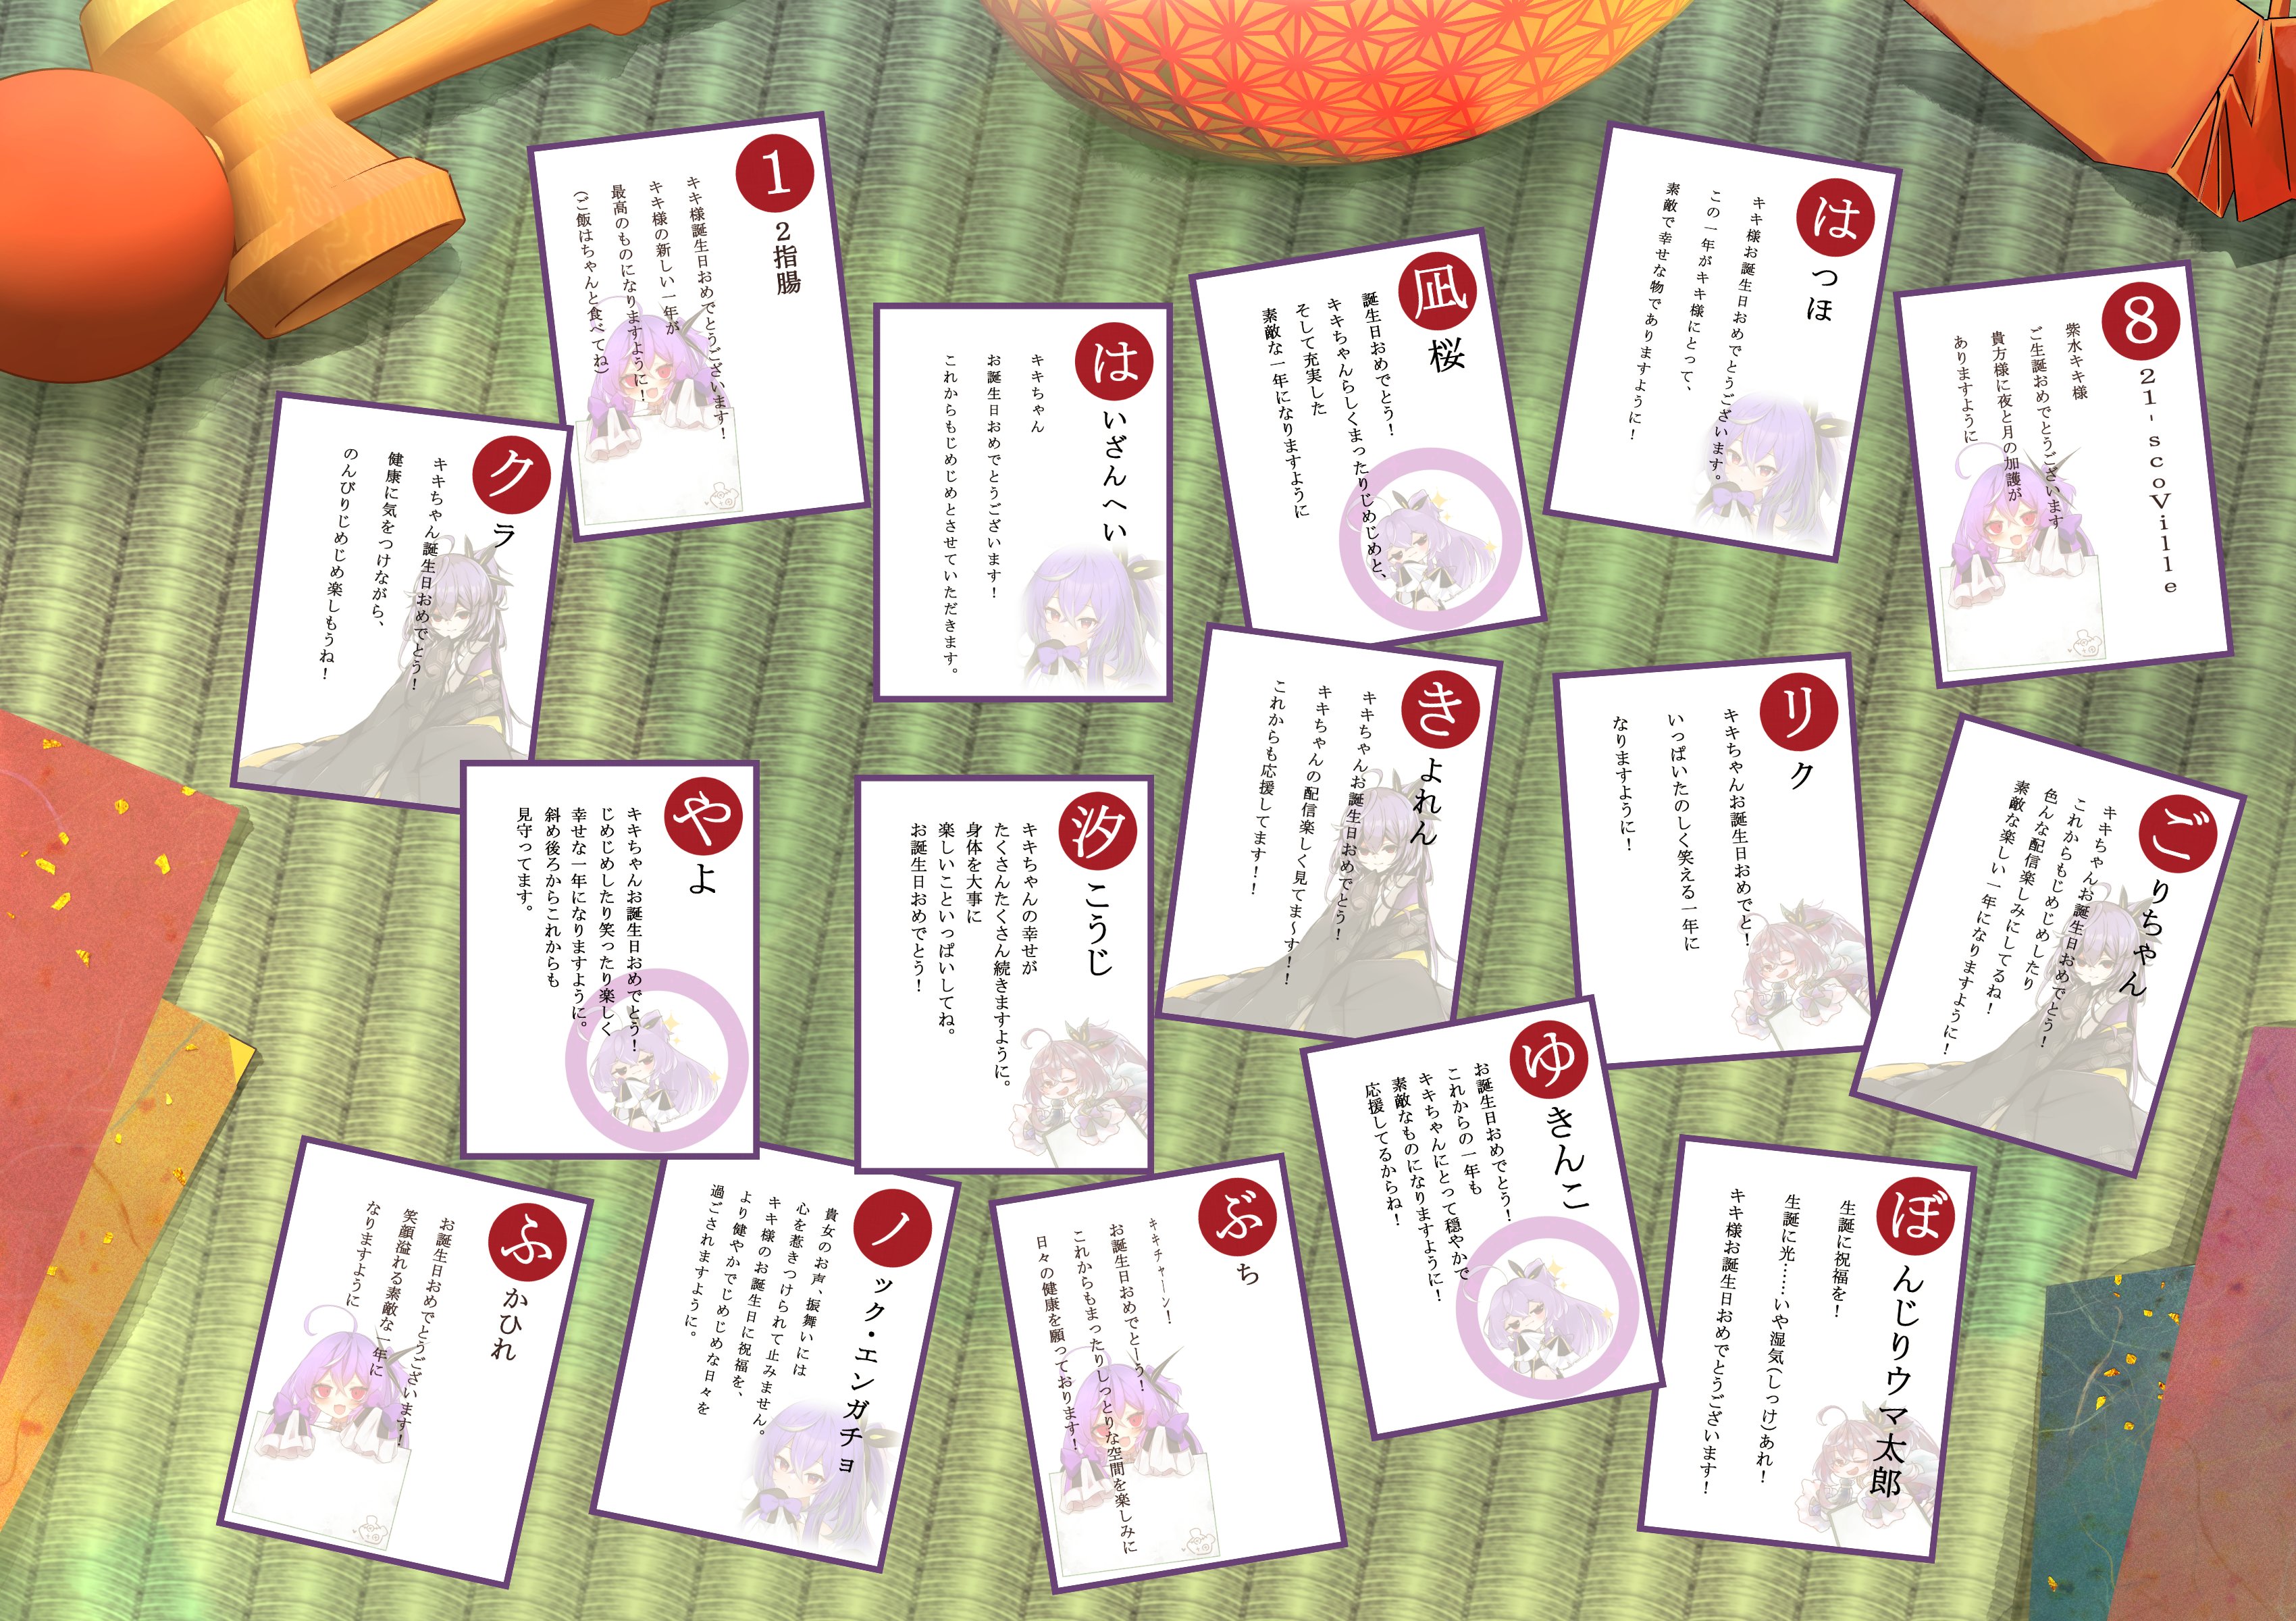 12指腸
キキ様誕生日おめでとうございます！
キキ様の新しい一年が
最高のものになりますように！
（ご飯はちゃんと食べてね）
はっほ
キキ様お誕生日おめでとうございます。
この一年がキキ様にとって、
素敵で幸せな物でありますように！
凪桜
誕生日おめでとう！
キキちゃんらしくまったりじめじめと、
そして充実した
素敵な一年になりますように
821-scoVille
紫水キキ様
ご生誕おめでとうございます
貴方様に夜と月の加護が
ありますように
はいざんへい
キキちゃん
お誕生日おめでとうございます！
これからもじめじめとさせていただきます。
クラ
キキちゃん誕生日おめでとう！
健康に気をつけながら、
のんびりじめじめ楽しもうね！
きよれん
キキちゃんお誕生日おめでとう！
キキちゃんの配信楽しく見てま～す！！
これからも応援してます！！
リク
キキちゃんお誕生日おめでと！
いっぱいたのしく笑える一年に
なりますように！
ごりちゃん
キキちゃんお誕生日おめでとう！
これからもじめじめしたり
色んな配信楽しみにしてるね！
素敵な楽しい一年になりますように！
やよ
キキちゃんお誕生日おめでとう！
じめじめしたり笑ったり楽しく
幸せな一年になりますように。
斜め後ろからこれからも
見守ってます。
汐こうじ
キキちゃんの幸せが
たくさんたくさん続きますように。
身体を大事に
楽しいことといっぱいしてね。
お誕生日おめでとう！
ゆきんこ
お誕生日おめでとう！
これからの一年も
キキちゃんにとって穏やかで
素敵なものになりますように！
応援してるからね！
ぼんじりウマ太郎
生誕に祝福を！
生誕に光……いや湿気（しっけ）あれ！
キキ様お誕生日おめでとうございます！
ふかひれ
お誕生日おめでとうございます！
笑顔溢れる素敵な一年に
なりますように
ノック・エンガチョ
貴女のお声、振舞いには
心を惹きつけられて止みません。
キキ様のお誕生日に祝福を、
より健やかでじめじめな日々を
過ごされますように。
ぶち
キキチャーン！
お誕生日おめでとーう！
これからもまったりしっとりな空間を楽しみに
日々の健康を願っております！